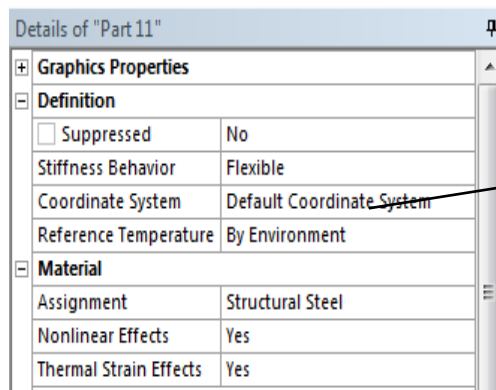 Details of "Part 11"
Graphics Properties
Definition
Suppressed No
Stiffness Behavior Flexible
Coordinate System Default Coordinate System
Reference Temperature By Environment
Material
Assignment Structural Steel
Nonlinear Effects Yes
Thermal Strain Effects Yes